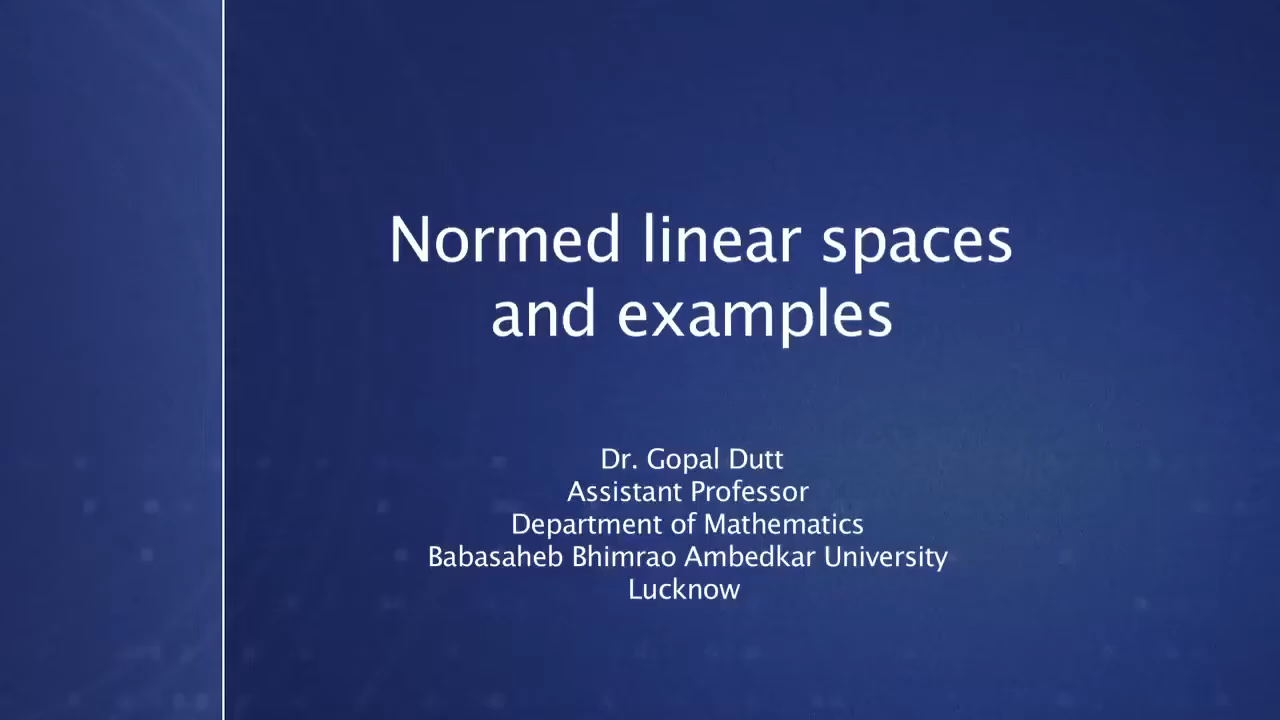 Normed linear spaces
and examples
Dr. Gopal Dutt
Assistant Professor
Department of Mathematics
Babasaheb Bhimrao Ambedkar University
Lucknow